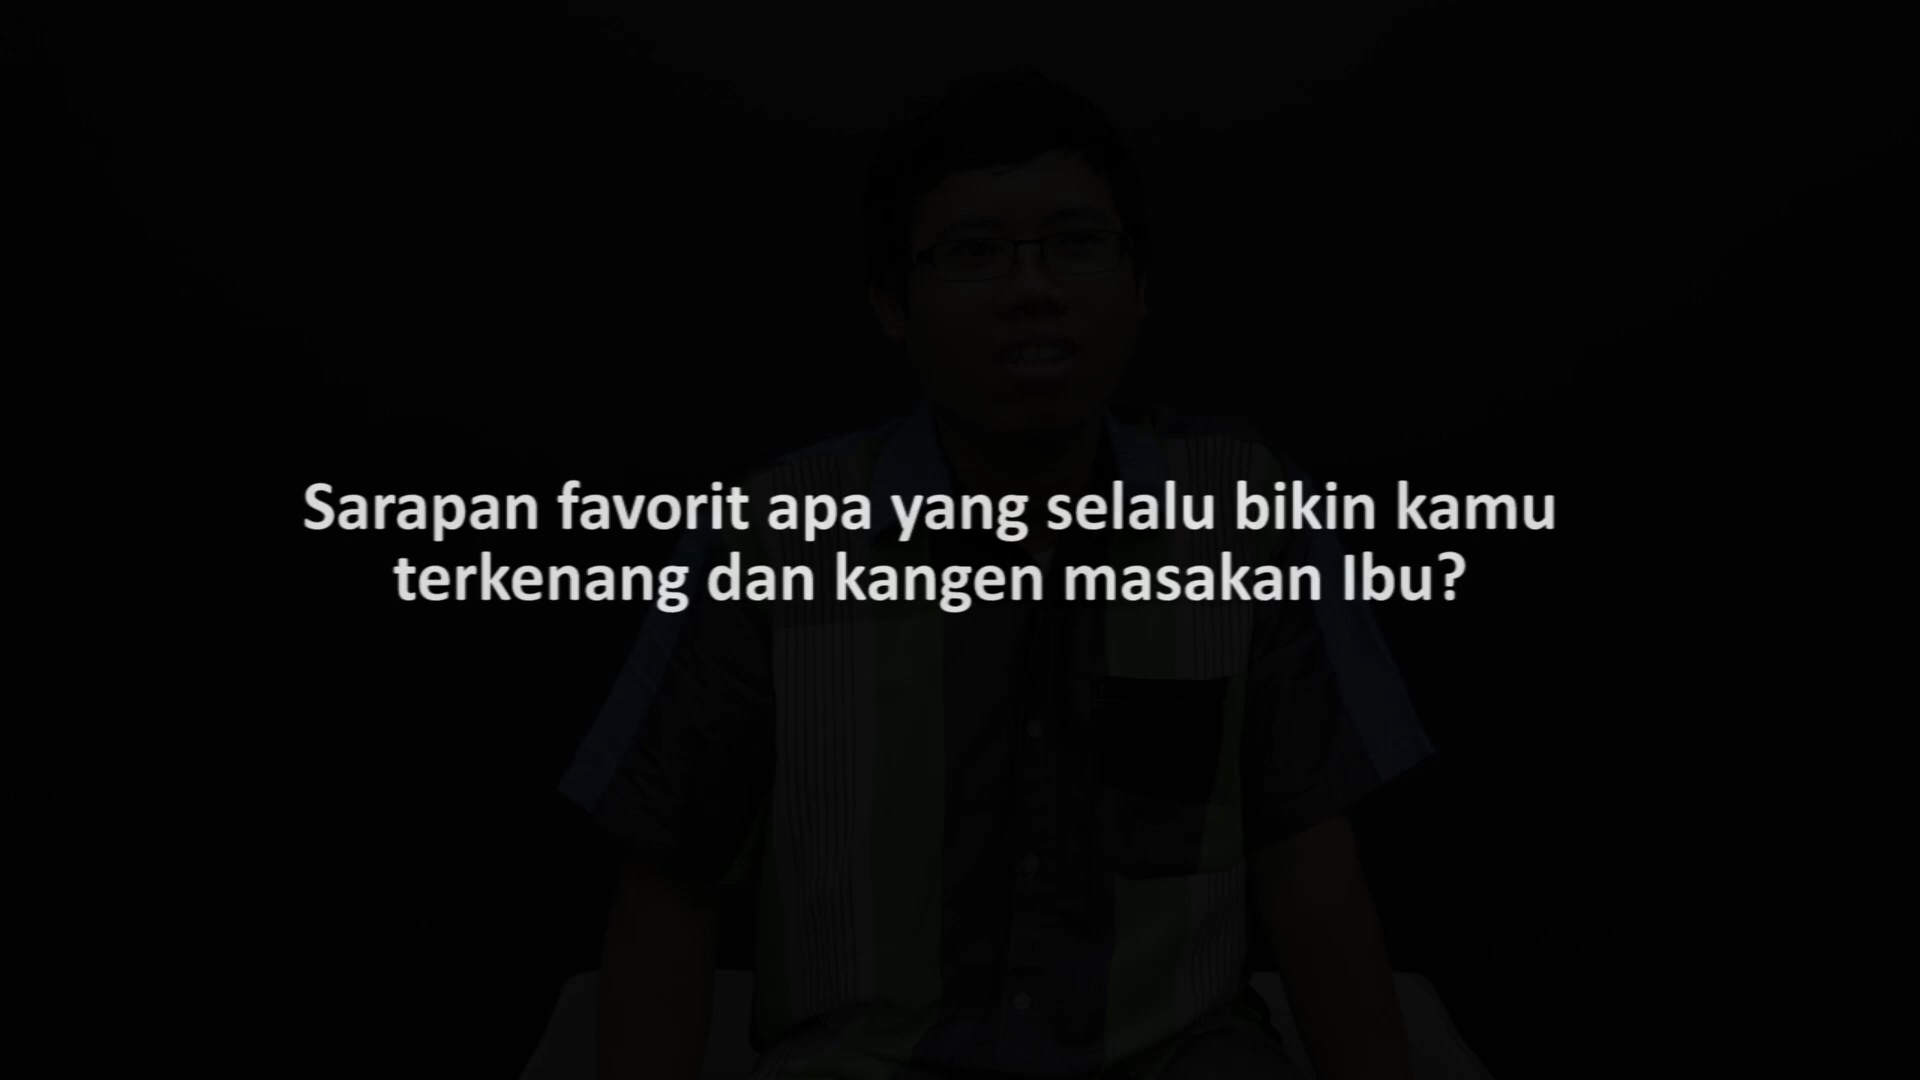 Sarapan favorit apa yang selalu bikin kamu
terkenang dan kangen masakan Ibu?